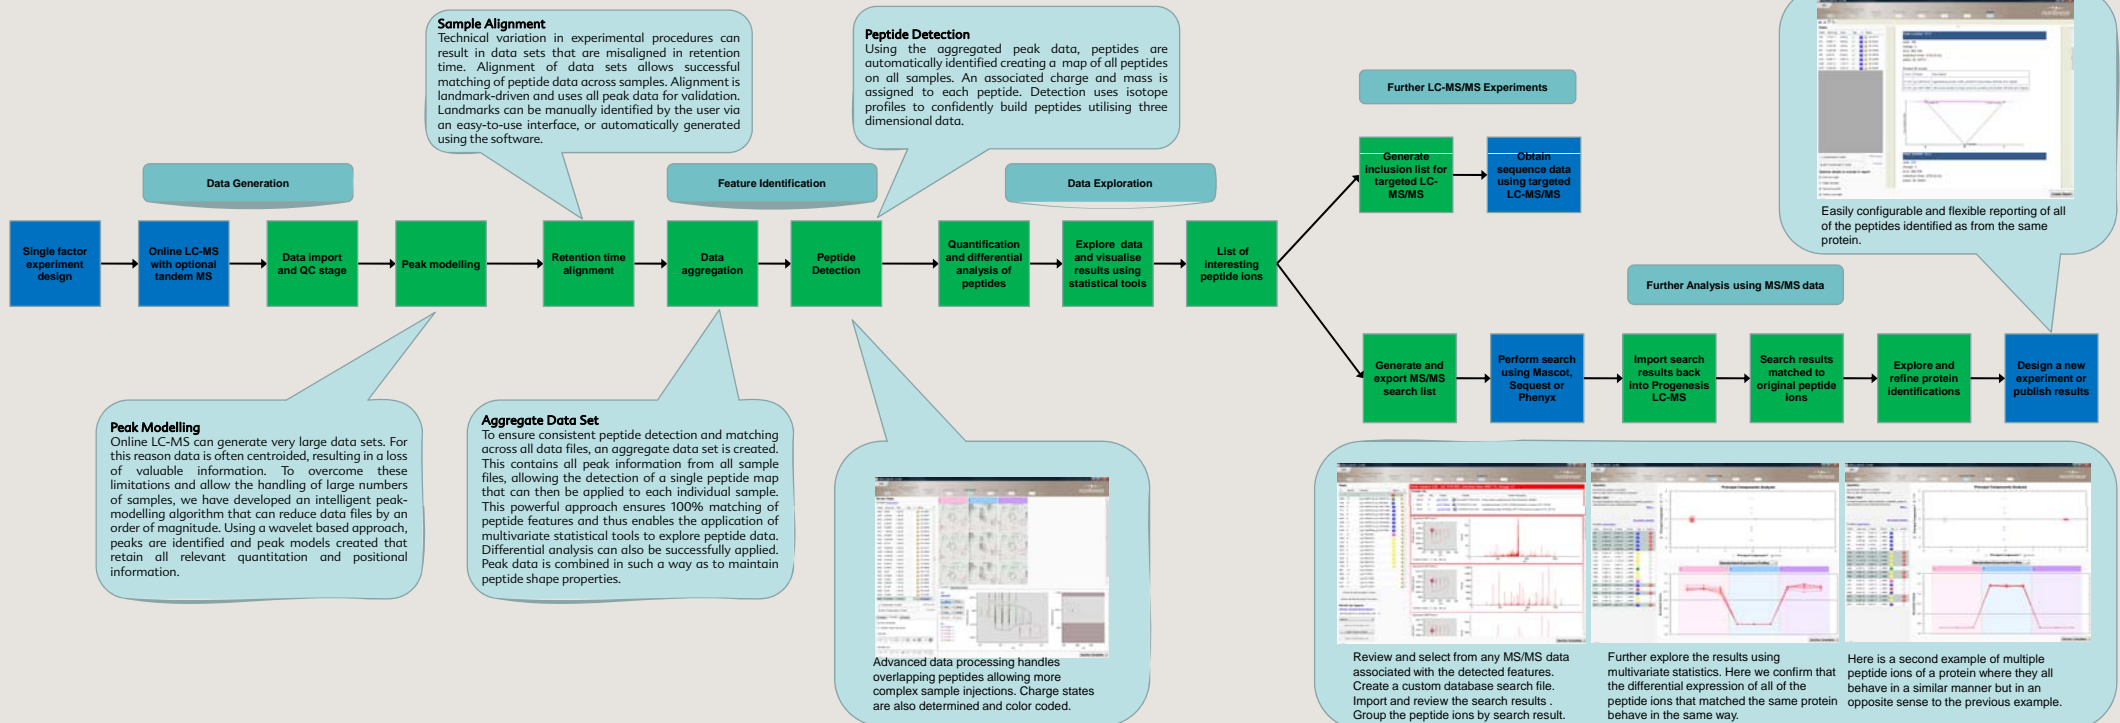 Sample Alignment
Technical variation in experimental procedures can
result in data sets that are misaligned in retention
time. Alignment of data sets allows successful
matching of peptide data across samples. Alignment is
landmark-driven and uses all peak data for validation.
Landmarks can be manually identified by the user via
an easy-to-use interface, or automatically generated
using the software.
Peptide Detection
Using the aggregated peak data, peptides are
automatically identified creating a map of all peptides
on all samples. An associated charge and mass is
assigned to each peptide. Detection uses isotope
profiles to confidently build peptides utilising three
dimensional data.
Further LC-MS/MS Experiments
Generate
inclusion list for
targeted LC-
MS/MS
Obtain
sequence data
using targeted
LC-MS/MS
Easily configurable and flexible reporting of all
of the peptides identified as from the same
protein.
Data Generation
Feature Identification
Data Exploration
Single factor
experiment
design
Online LC-MS
with optional
tandem MS
Data import
and QC stage
Peak modelling
Retention time
alignment
Data
aggregation
Peptide
Detection
Quantification
and differential
analysis of
peptides
Explore data
and visualise
results using
statistical tools
List of
interesting
peptide ions
Further Analysis using MS/MS data
Generate and
export MS/MS
search list
Perform search
using Mascot,
Sequest or
Phenyx
Import search
results back
into Progenesis
LC-MS
Search results
matched to
original peptide
ions
Explore and
refine protein
identifications
Design a new
experiment or
publish results
Peak Modelling
Online LC-MS can generate very large data sets. For
this reason data is often centroided, resulting in a loss
of valuable information. To overcome these
limitations and allow the handling of large numbers
of samples, we have developed an intelligent peak-
modelling algorithm that can reduce data files by an
order of magnitude. Using a wavelet based approach,
peaks are identified and peak models created that
retain all relevant quantitation and positional
information.
Aggregate Data Set
To ensure consistent peptide detection and matching
across all data files, an aggregate data set is created.
This contains all peak information from all sample
files, allowing the detection of a single peptide map
that can then be applied to each individual sample.
This powerful approach ensures 100% matching of
peptide features and thus enables the application of
multivariate statistical tools to explore peptide data.
Differential analysis can also be successfully applied.
Peak data is combined in such a way as to maintain
peptide shape properties.
Advanced data processing handles
overlapping peptides allowing more
complex sample injections. Charge states
are also determined and color coded.
Principal Components Analysis
Principal Components Analysis
Review and select from any MS/MS data
associated with the detected features.
Create a custom database search file.
Import and review the search results .
Group the peptide ions by search result.
Further explore the results using
multivariate statistics. Here we confirm that
the differential expression of all of the
peptide ions that matched the same protein
behave in the same way.
Here is a second example of multiple
peptide ions of a protein where they all
behave in a similar manner but in an
opposite sense to the previous example.